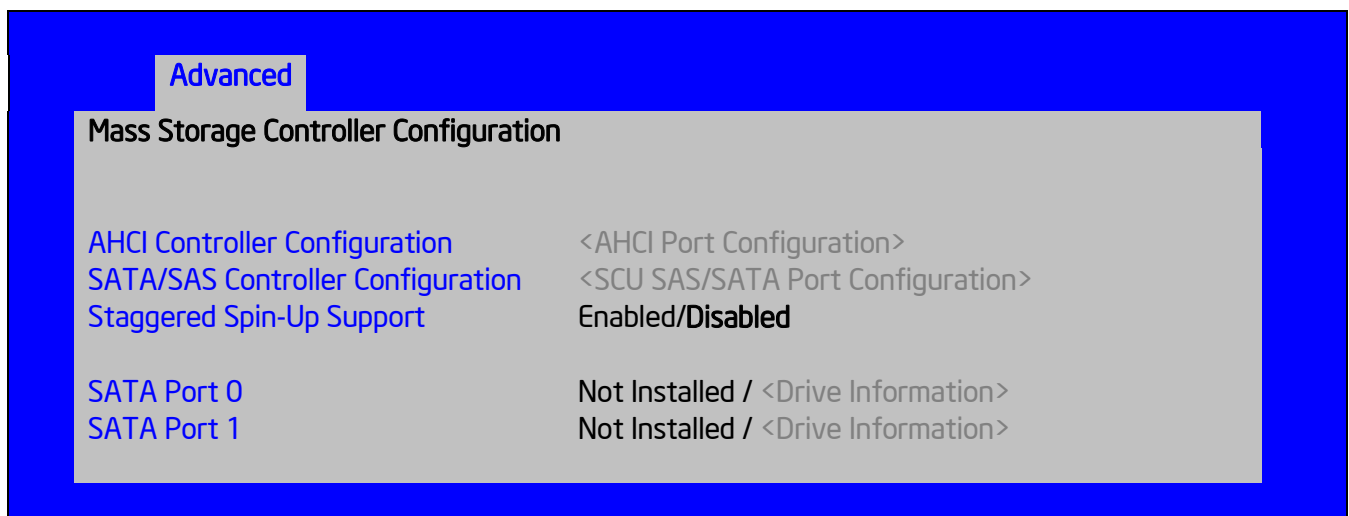 Advanced
Mass Storage Controller Configuration
AHCI Controller Configuration <AHCI Port Configuration>
SATA/SAS Controller Configuration <SCU SAS/SATA Port Configuration>
Staggered Spin-Up Support Enabled/Disabled
SATA Port 0 Not Installed / <Drive Information>
SATA Port 1 Not Installed / <Drive Information>